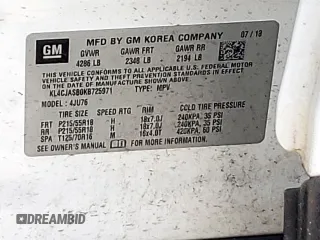 GM
MFD BY GM KOREA COMPANY 07/19
GVWR GAWR FRT GAWR RR
4286 LB 2348 LB 2194 LB
THIS VEHICLE CONFORMS TO ALL APPLICABLE U.S. FEDERAL MOTOR
VEHICLE SAFETY AND THEFT PREVENTION STANDARDS IN EFFECT
ON THE DATE OF MANUFACTURE SHOWN ABOVE.
KL4CJASB0KB725971 TYPE: MPV
MODEL: 4JU76
TIRE SIZE SPEED RTG RIM COLD TIRE PRESSURE
FRT P215/55R18 H 18x7.0J 240KPA, 35 PSI
RR P215/55R18 H 18x7.0J 240KPA, 35 PSI
SPA T125/70R16 M 16x4.0T 420KPA, 60 PSI
SEE OWNER'S MANUAL
DREAMBID